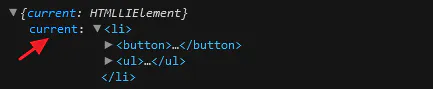 ▼{current: HTMLLIElement}
current: ▼<li>
▶<button>…</button>
▶<ul>…</ul>
</li>